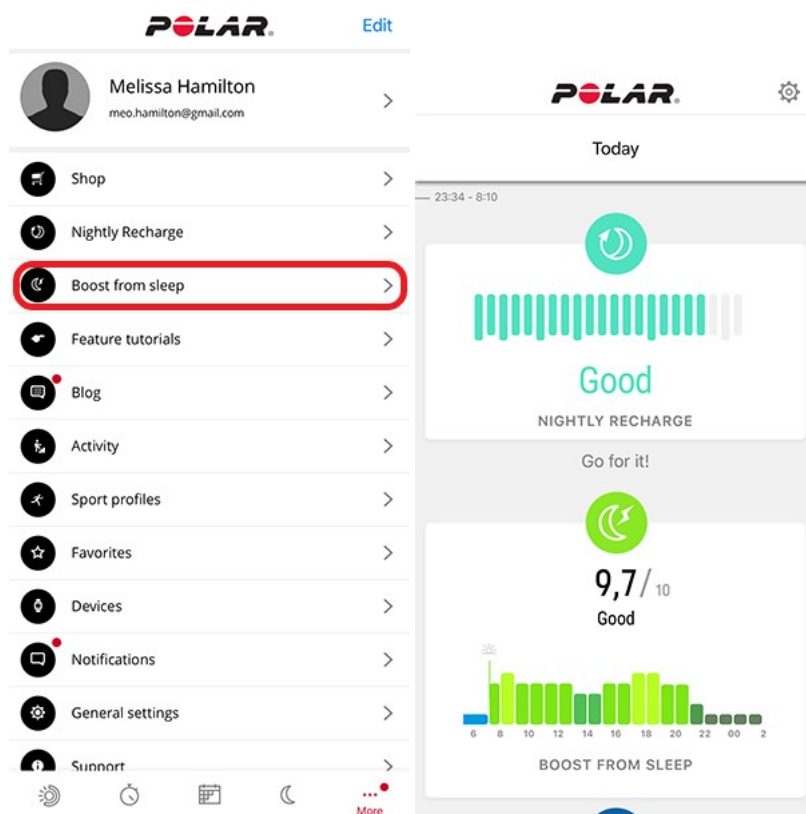 POLAR.
Edit
Melissa Hamilton
meo.hamilton@gmail.com
Shop
Nightly Recharge
Boost from sleep
Feature tutorials
Blog
Activity
Sport profiles
Favorites
Devices
Notifications
General settings
Support
More
POLAR.
Today
23:34 - 8:10
Good
NIGHTLY RECHARGE
Go for it!
9,7/ 10
Good
6 8 10 12 14 16 18 20 22 00 2
BOOST FROM SLEEP